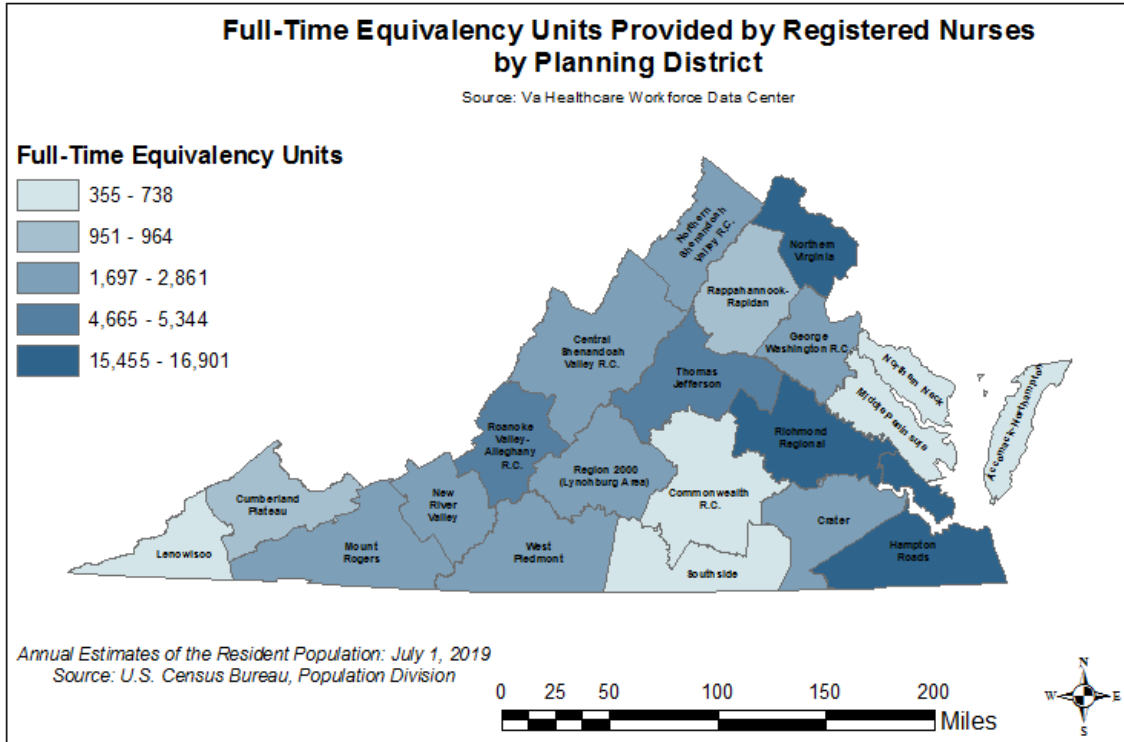 Full-Time Equivalency Units Provided by Registered Nurses
by Planning District
Source: Va Healthcare Workforce Data Center
Full-Time Equivalency Units
355 - 738
951 - 964
1,697 - 2,861
4,665 - 5,344
15,455 - 16,901
Northern
Shenandoah
Valley R.C.
Northern
Virginia
Rappahannock-
Rapidan
Central
Shenandoah
Valley R.C.
George
Washington R.C.
Northern Neck
Middle Peninsula
Accomack-Northampton
Thomas
Jefferson
Roanoke
Valley-
Alleghany
R.C.
Richmond
Regional
Region 2000
(Lynchburg Area)
Commonwealth
R.C.
Cumberland
Plateau
New
River
Valley
Crater
Lenowisco
Mount
Rogers
West
Piedmont
Southside
Hampton
Roads
Annual Estimates of the Resident Population: July 1, 2019
Source: U.S. Census Bureau, Population Division
0 25 50 100 150 200
Miles
N
W E
S